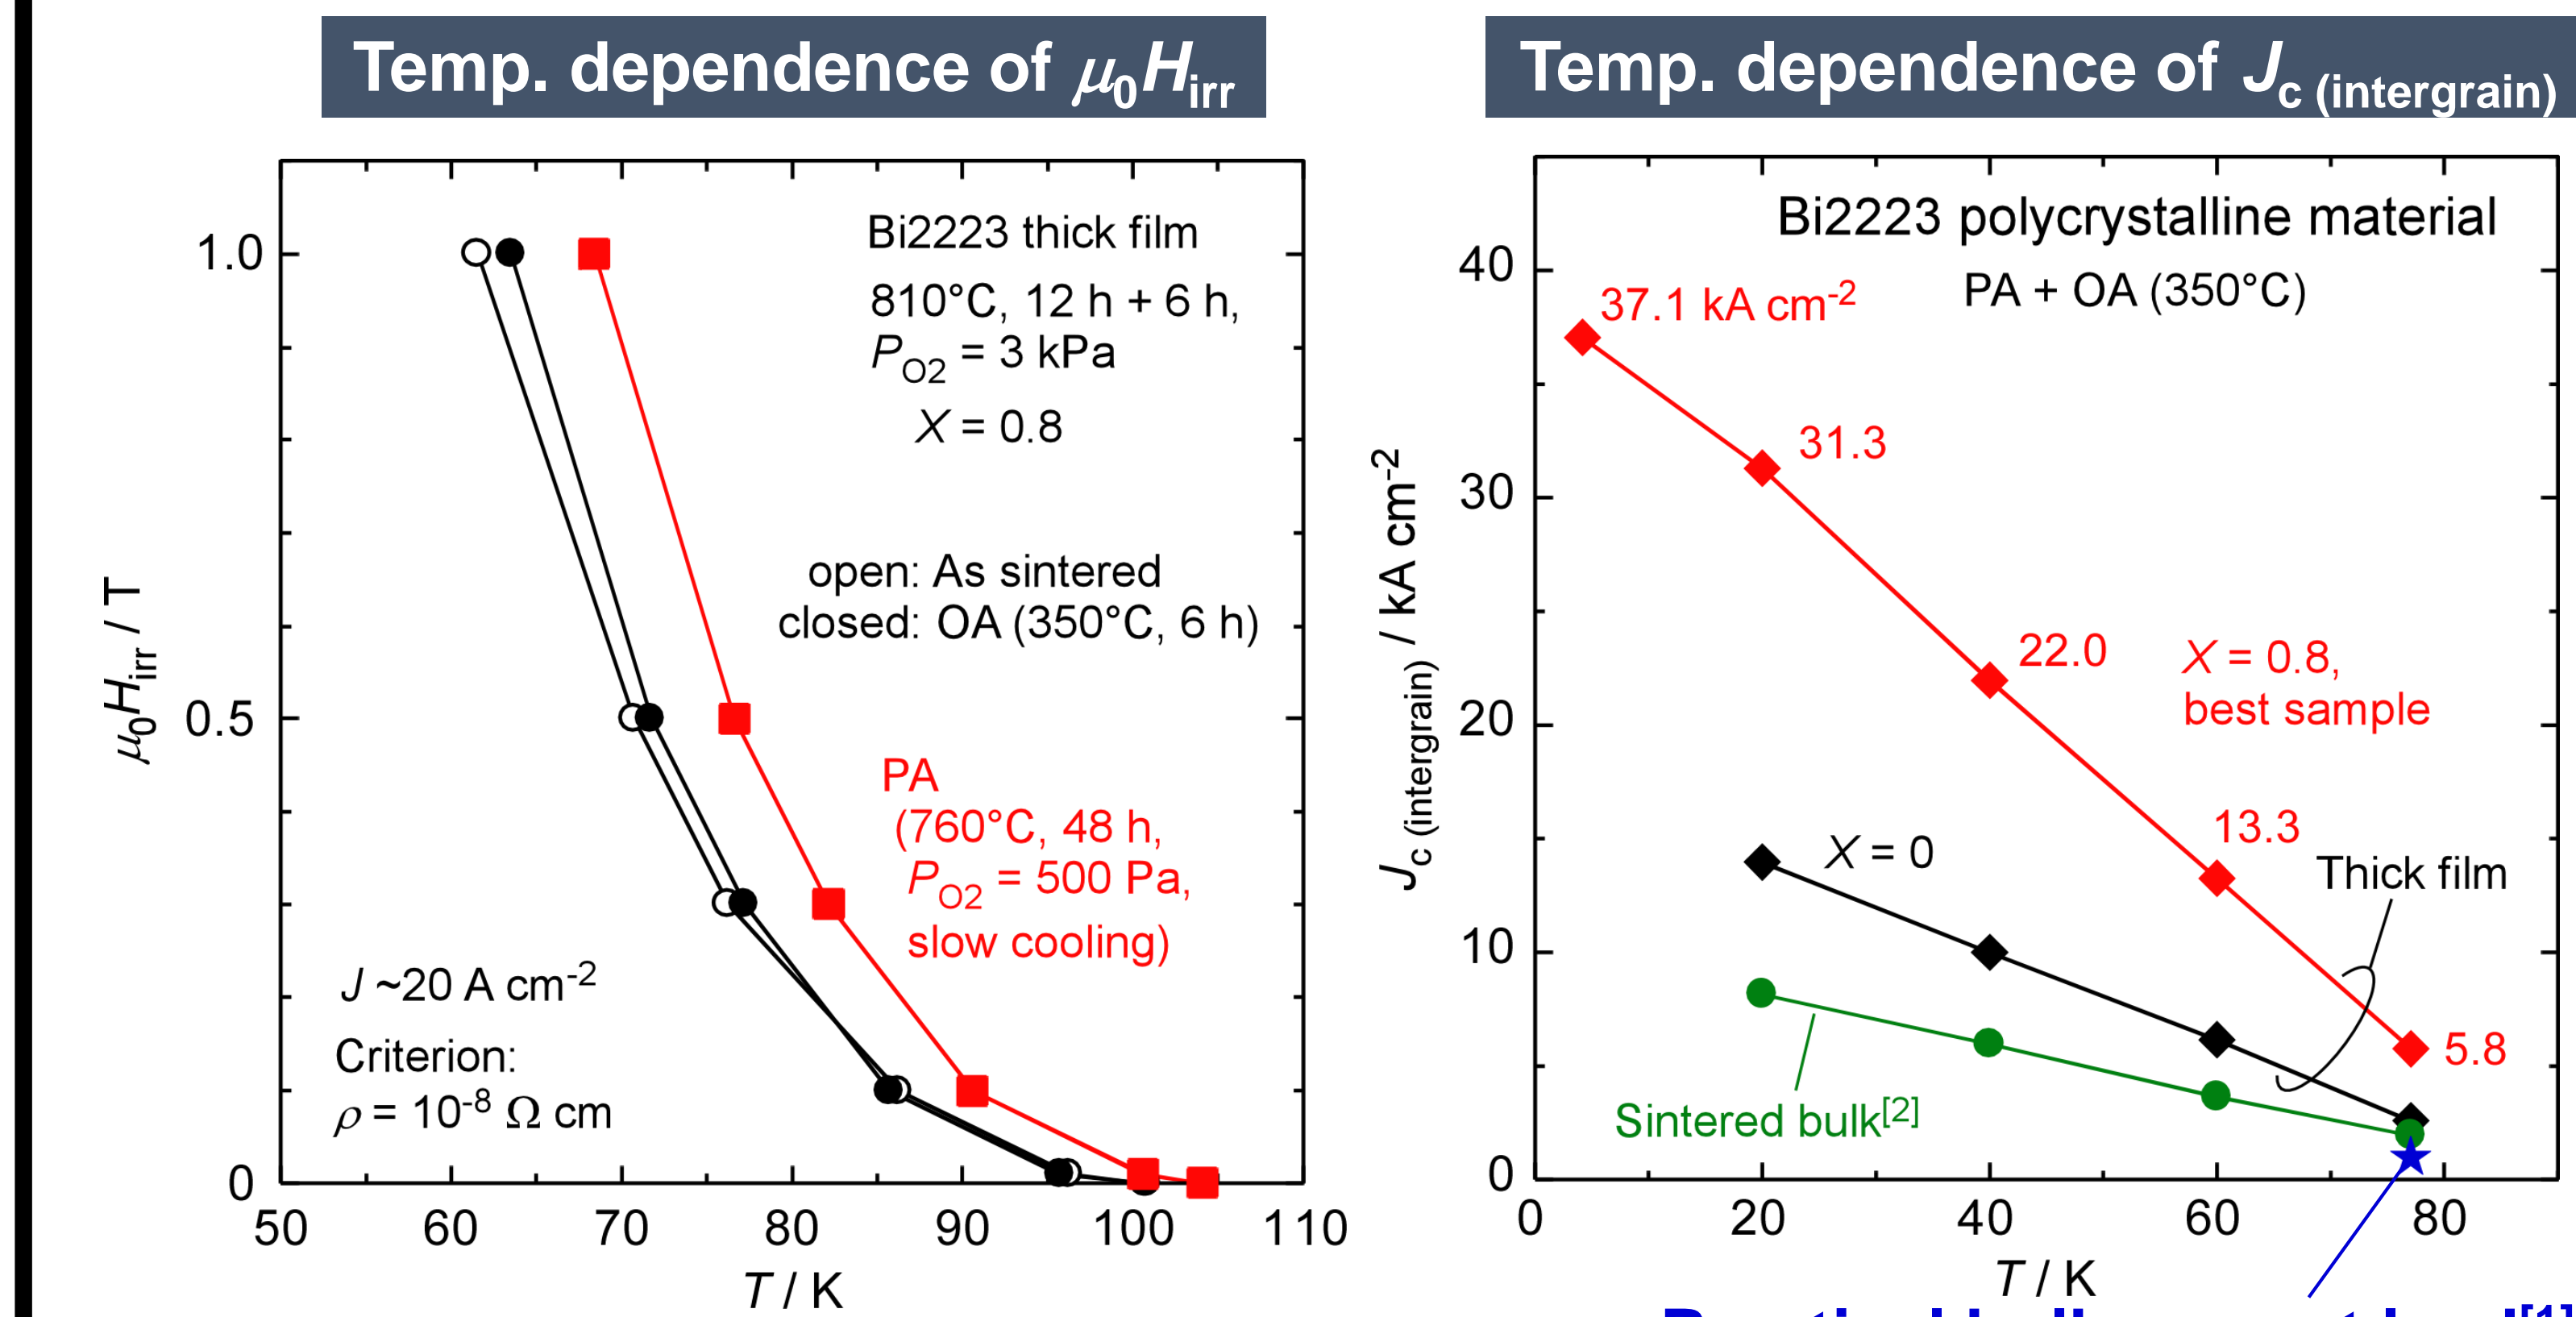 Temp. dependence of μ0Hirr
Temp. dependence of Jc (intergrain)
μ0Hirr / T
1.0
0.5
0
50 60 70 80 90 100 110
T / K
Bi2223 thick film
810°C, 12 h + 6 h,
PO2 = 3 kPa
X = 0.8
open: As sintered
closed: OA (350°C, 6 h)
PA
(760°C, 48 h,
PO2 = 500 Pa,
slow cooling)
J ~20 A cm-2
Criterion:
ρ = 10-8 Ω cm
Jc (intergrain) / kA cm-2
40
30
20
10
0
0 20 40 60 80
T / K
Bi2223 polycrystalline material
PA + OA (350°C)
37.1 kA cm-2
31.3
22.0
X = 0.8,
best sample
13.3
X = 0
Thick film
5.8
Sintered bulk[2]